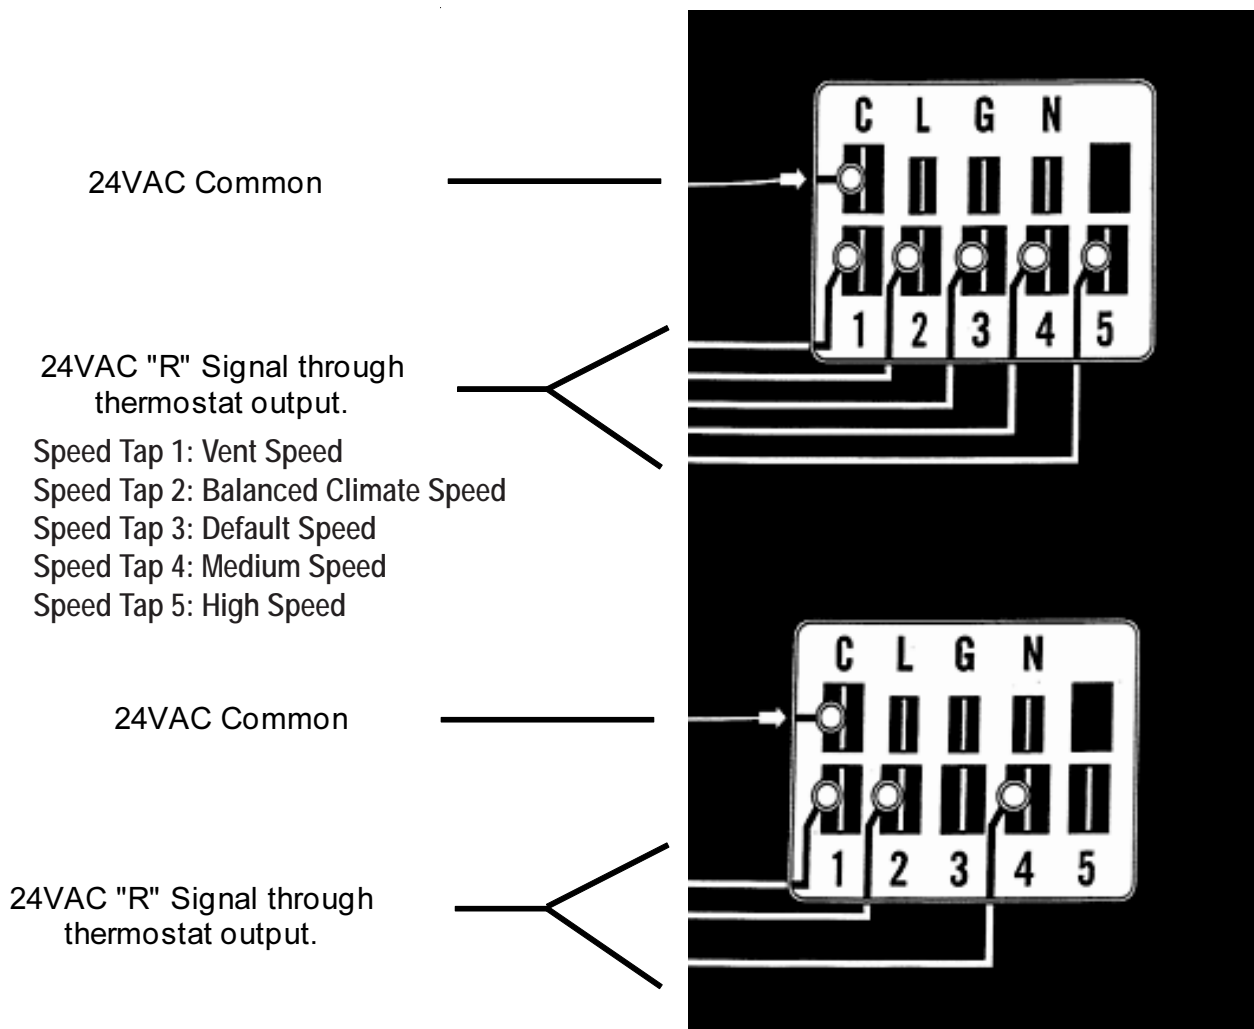 C L G N
24VAC Common
1 2 3 4 5
24VAC "R" Signal through
thermostat output.
Speed Tap 1: Vent Speed
Speed Tap 2: Balanced Climate Speed
Speed Tap 3: Default Speed
Speed Tap 4: Medium Speed
Speed Tap 5: High Speed
C L G N
24VAC Common
1 2 3 4 5
24VAC "R" Signal through
thermostat output.